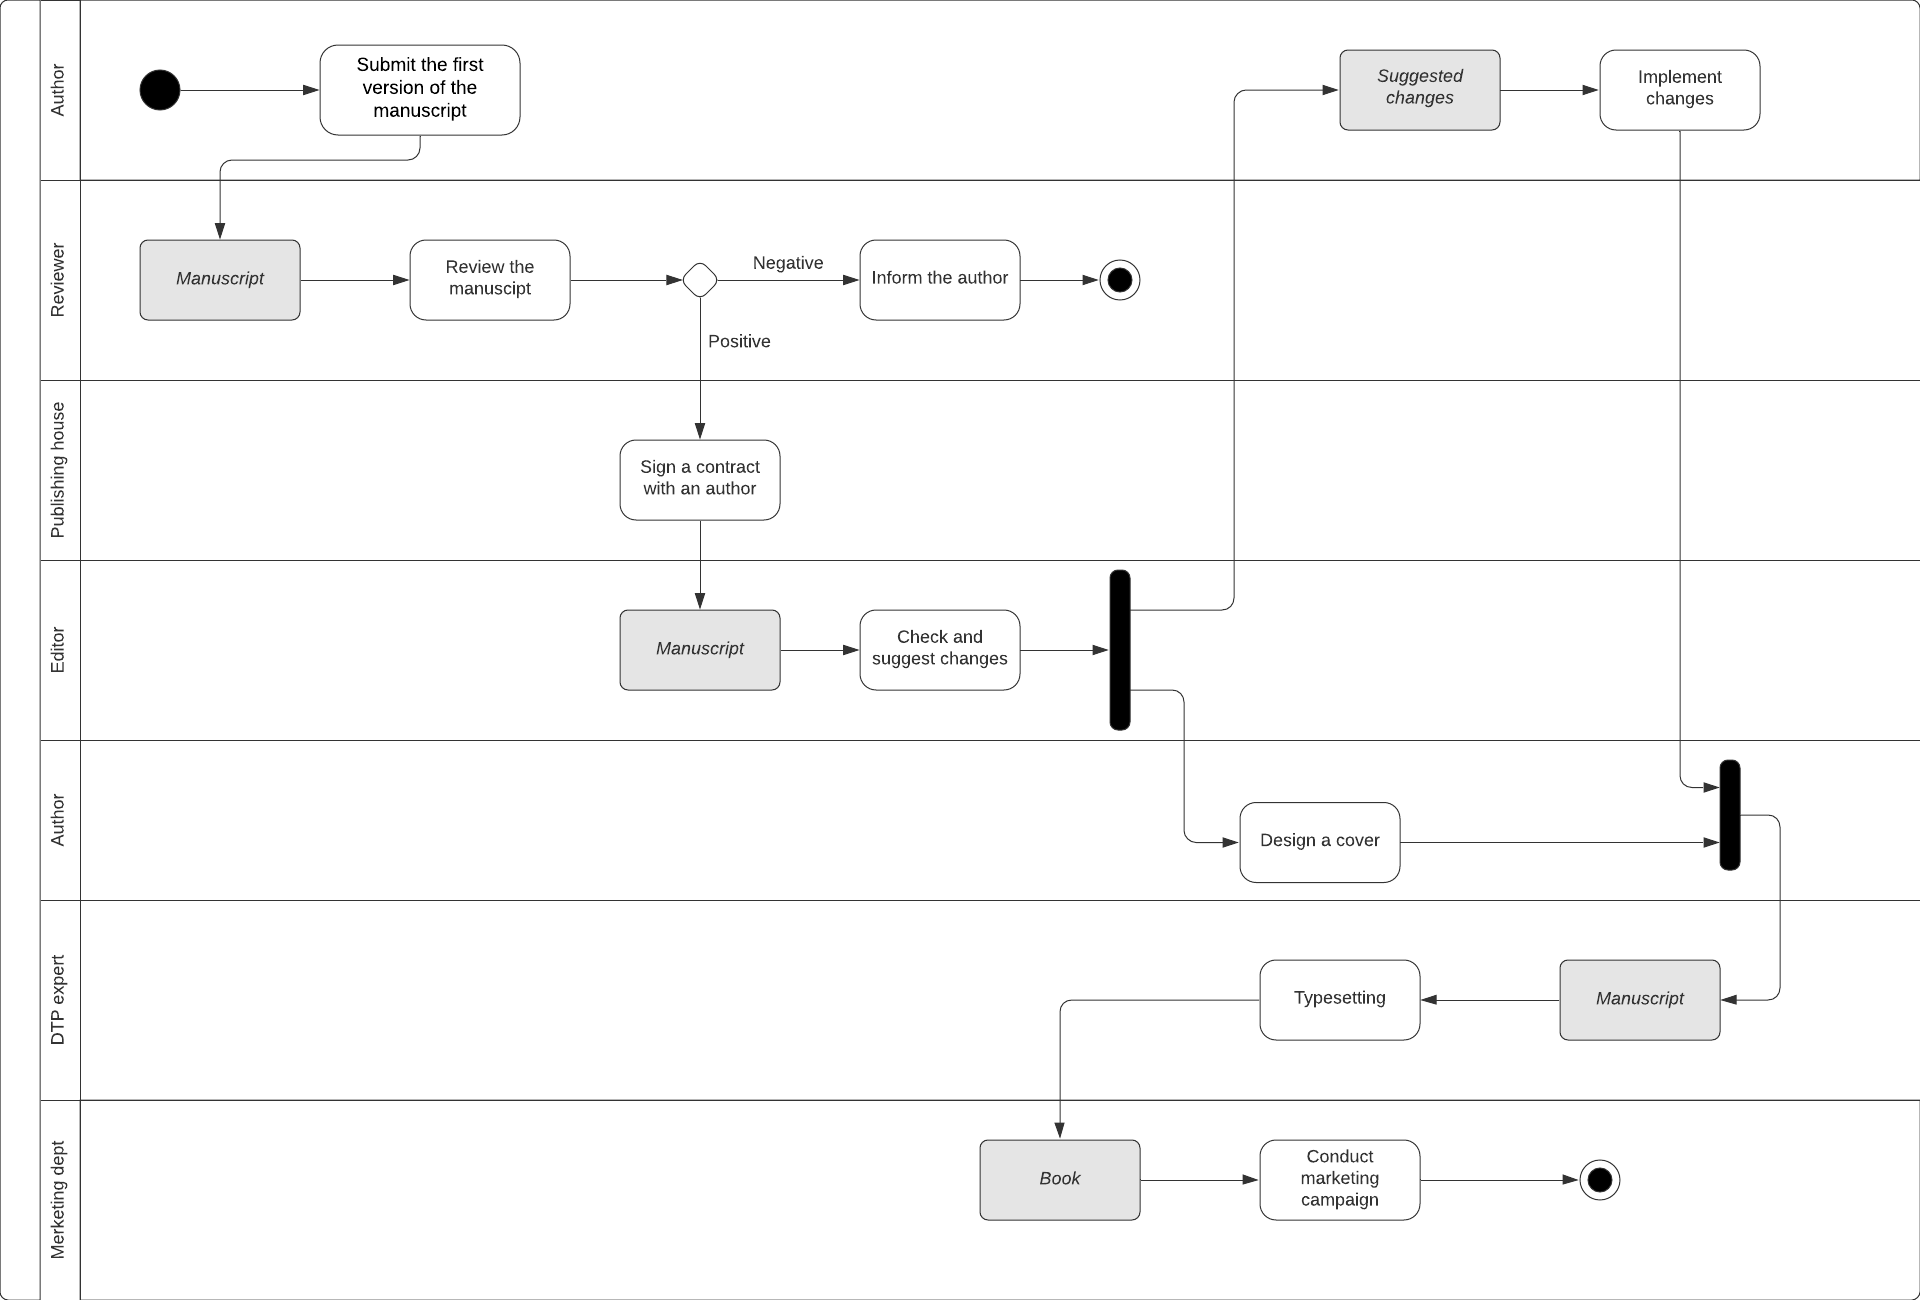 Author
Submit the first
version of the
manuscript
Suggested
changes
Implement
changes
Reviewer
Manuscript
Review the
manuscipt
Negative
Inform the author
Positive
Publishing house
Sign a contract
with an author
Editor
Manuscript
Check and
suggest changes
Author
Design a cover
DTP expert
Typesetting
Manuscript
Merketing dept
Book
Conduct
marketing
campaign